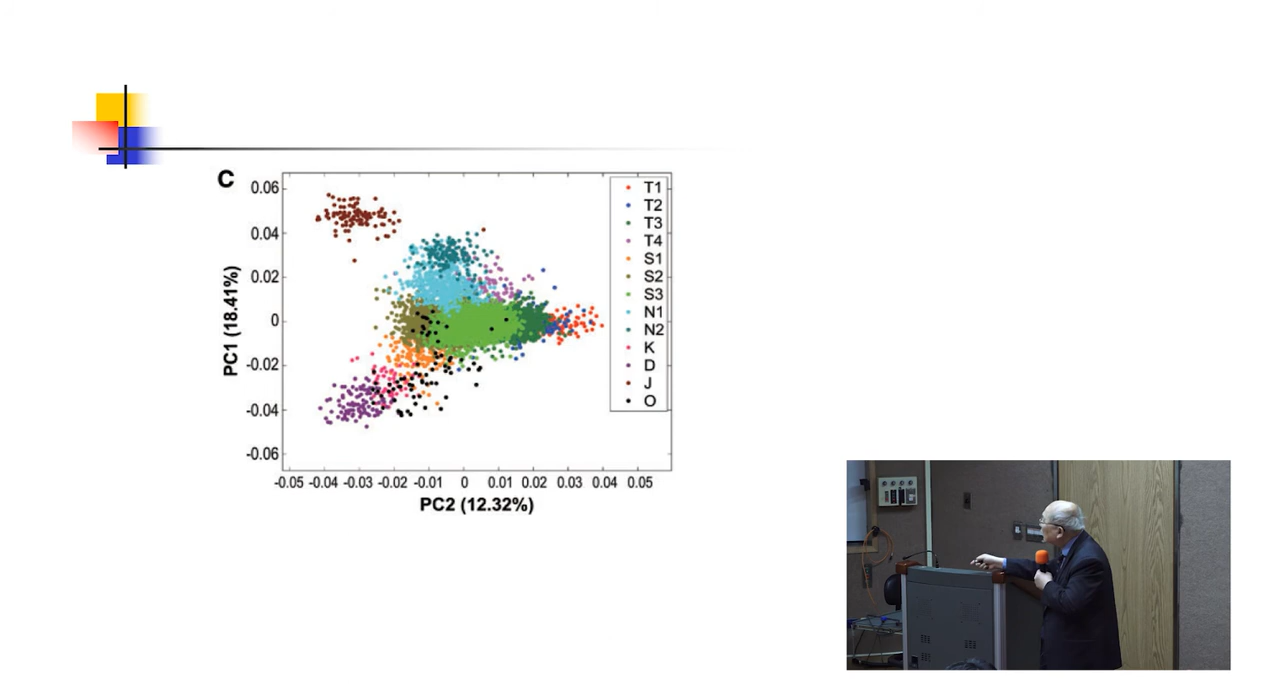 C
0.06
0.04
0.02
0
-0.02
-0.04
-0.06
PC1 (18.41%)
-0.05 -0.04 -0.03 -0.02 -0.01 0 0.01 0.02 0.03 0.04 0.05
PC2 (12.32%)
T1
T2
T3
T4
S1
S2
S3
N1
N2
K
D
J
O